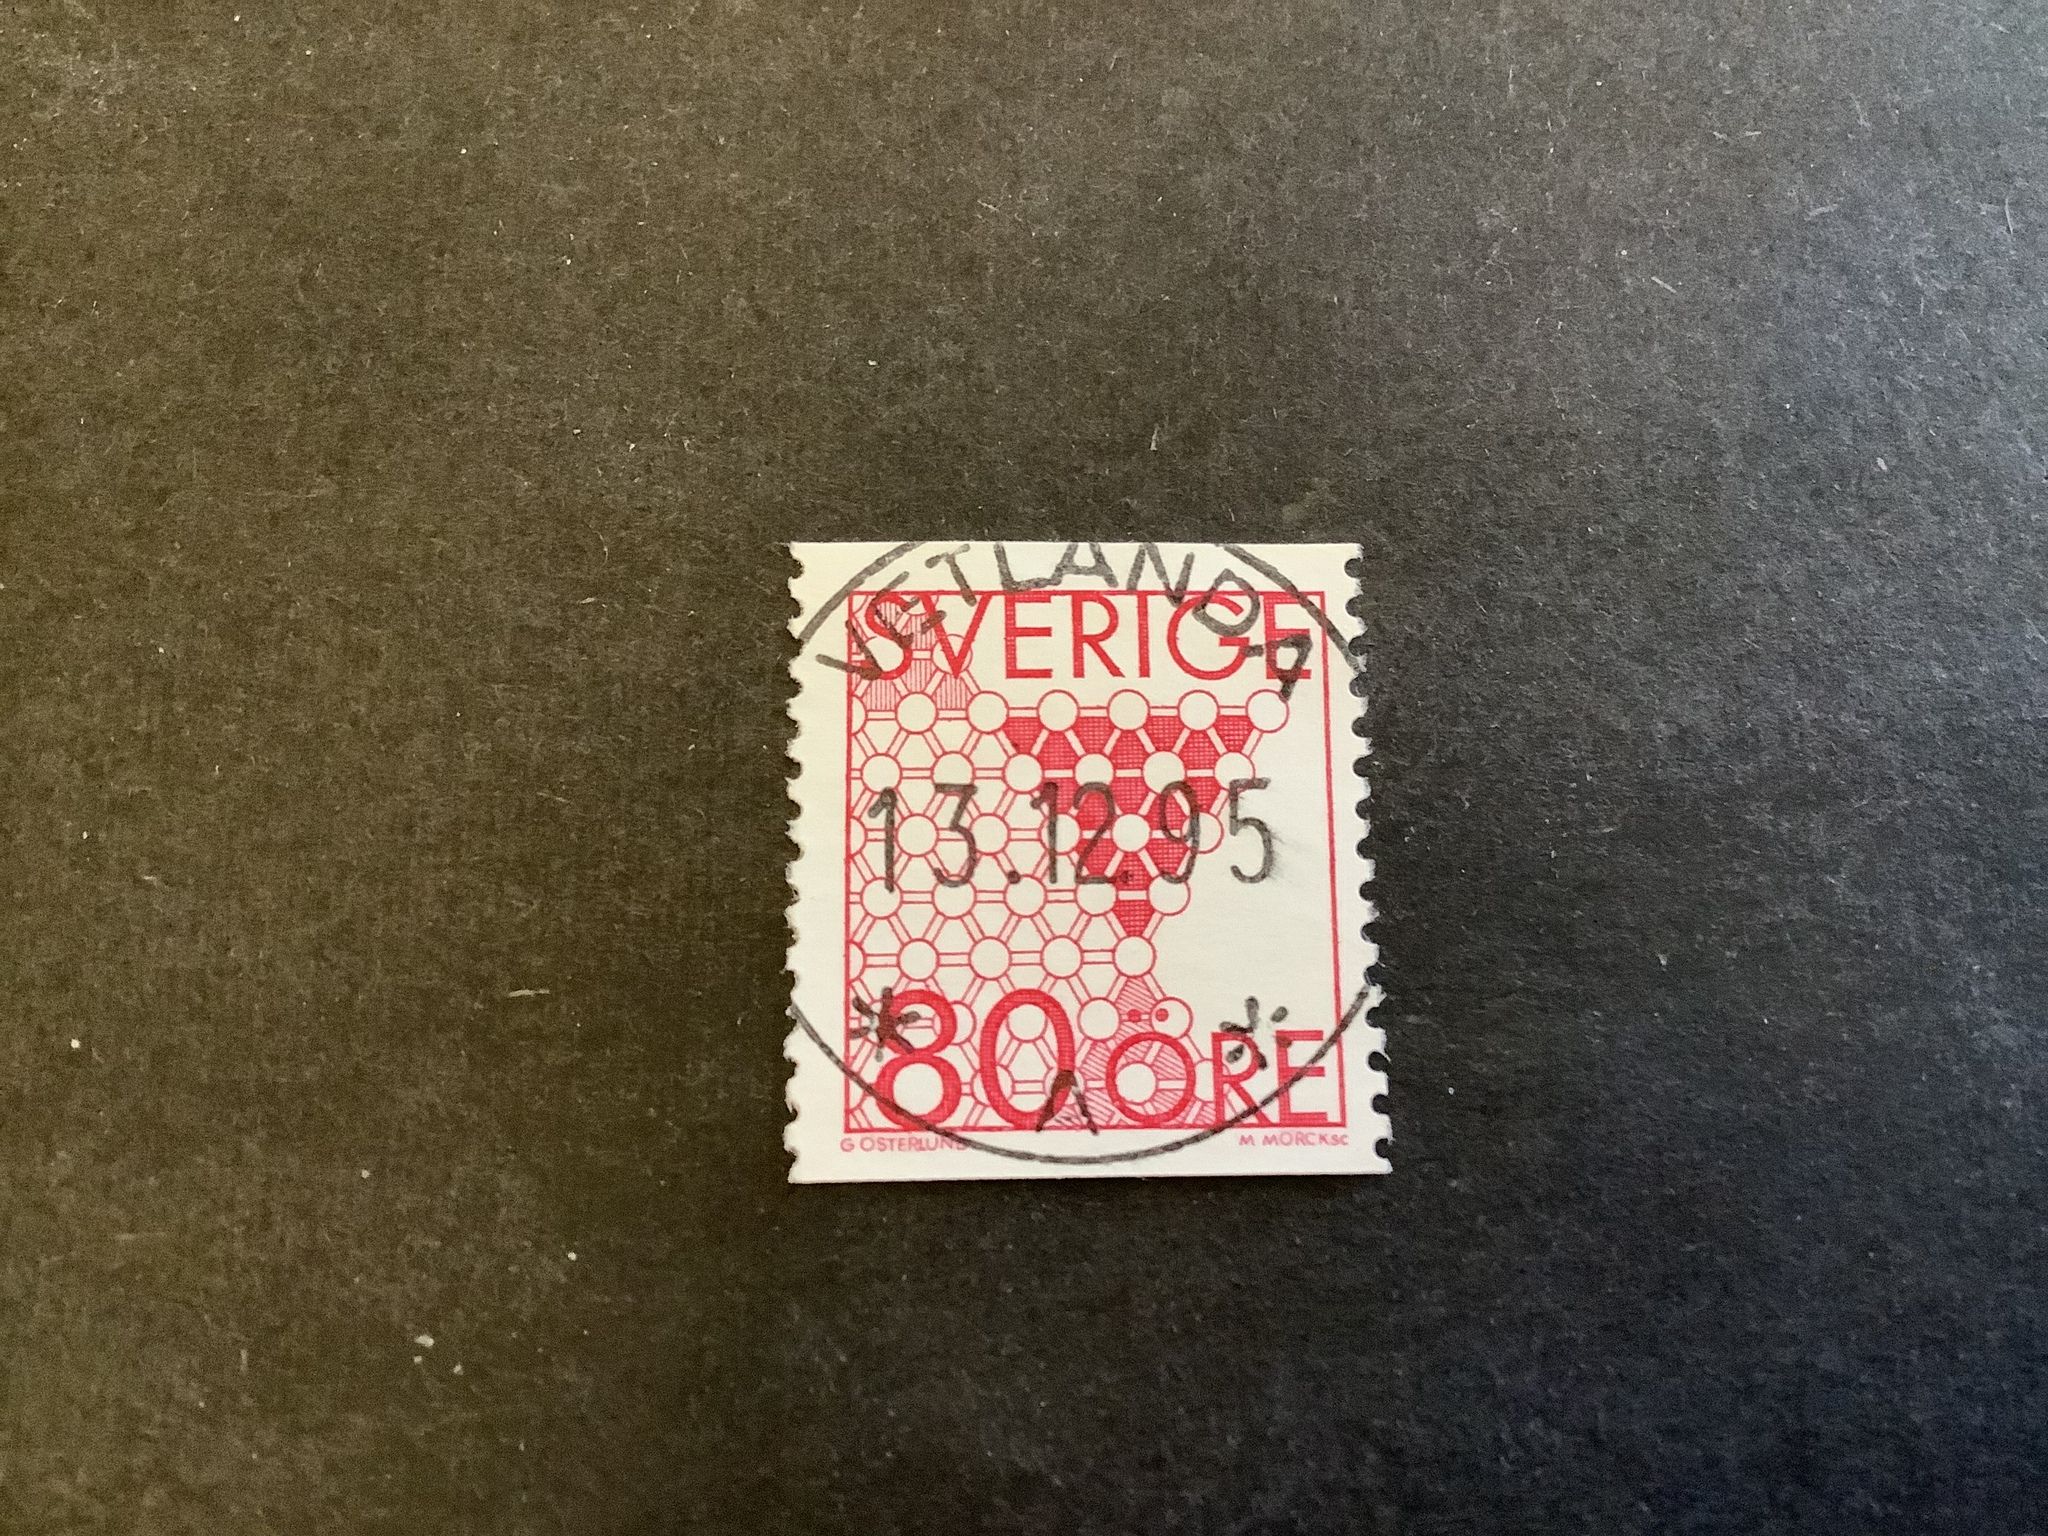 VETLANDA
SVERIGE
13.12.95
80 ÖRE
G ÖSTERLUND
M MÖRCK SC